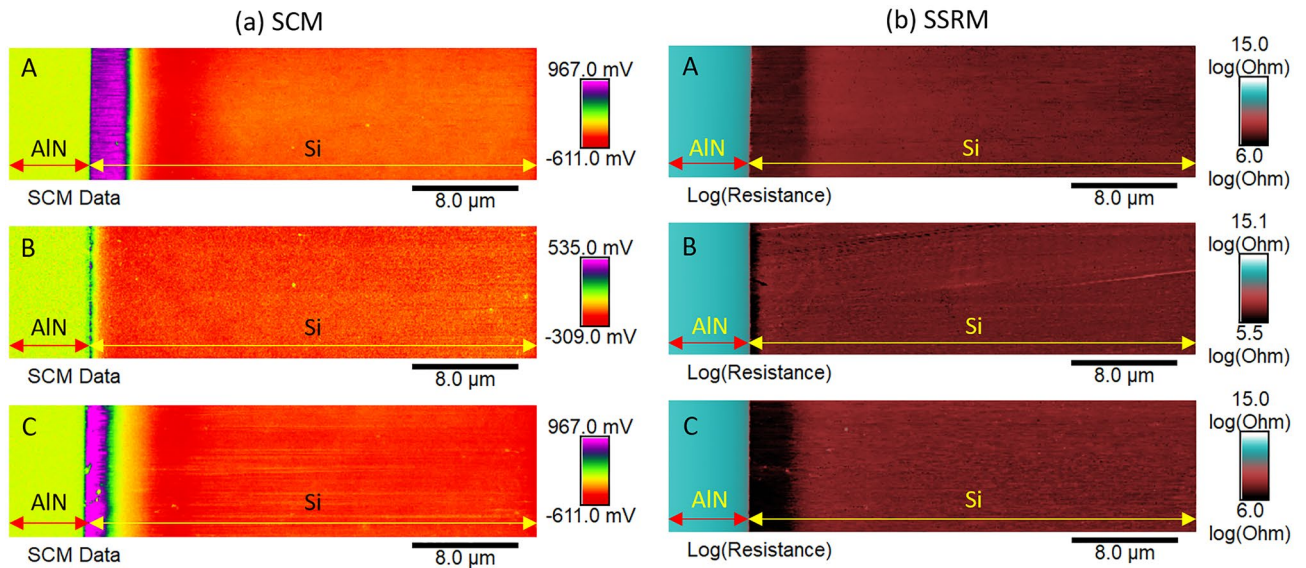 (a) SCM
(b) SSRM
A
AlN
Si
SCM Data
8.0 µm
967.0 mV
-611.0 mV
A
AlN
Si
Log(Resistance)
8.0 µm
15.0
log(Ohm)
6.0
log(Ohm)
B
AlN
Si
SCM Data
8.0 µm
535.0 mV
-309.0 mV
B
AlN
Si
Log(Resistance)
8.0 µm
15.1
log(Ohm)
5.5
log(Ohm)
C
AlN
Si
SCM Data
8.0 µm
967.0 mV
-611.0 mV
C
AlN
Si
Log(Resistance)
8.0 µm
15.0
log(Ohm)
6.0
log(Ohm)